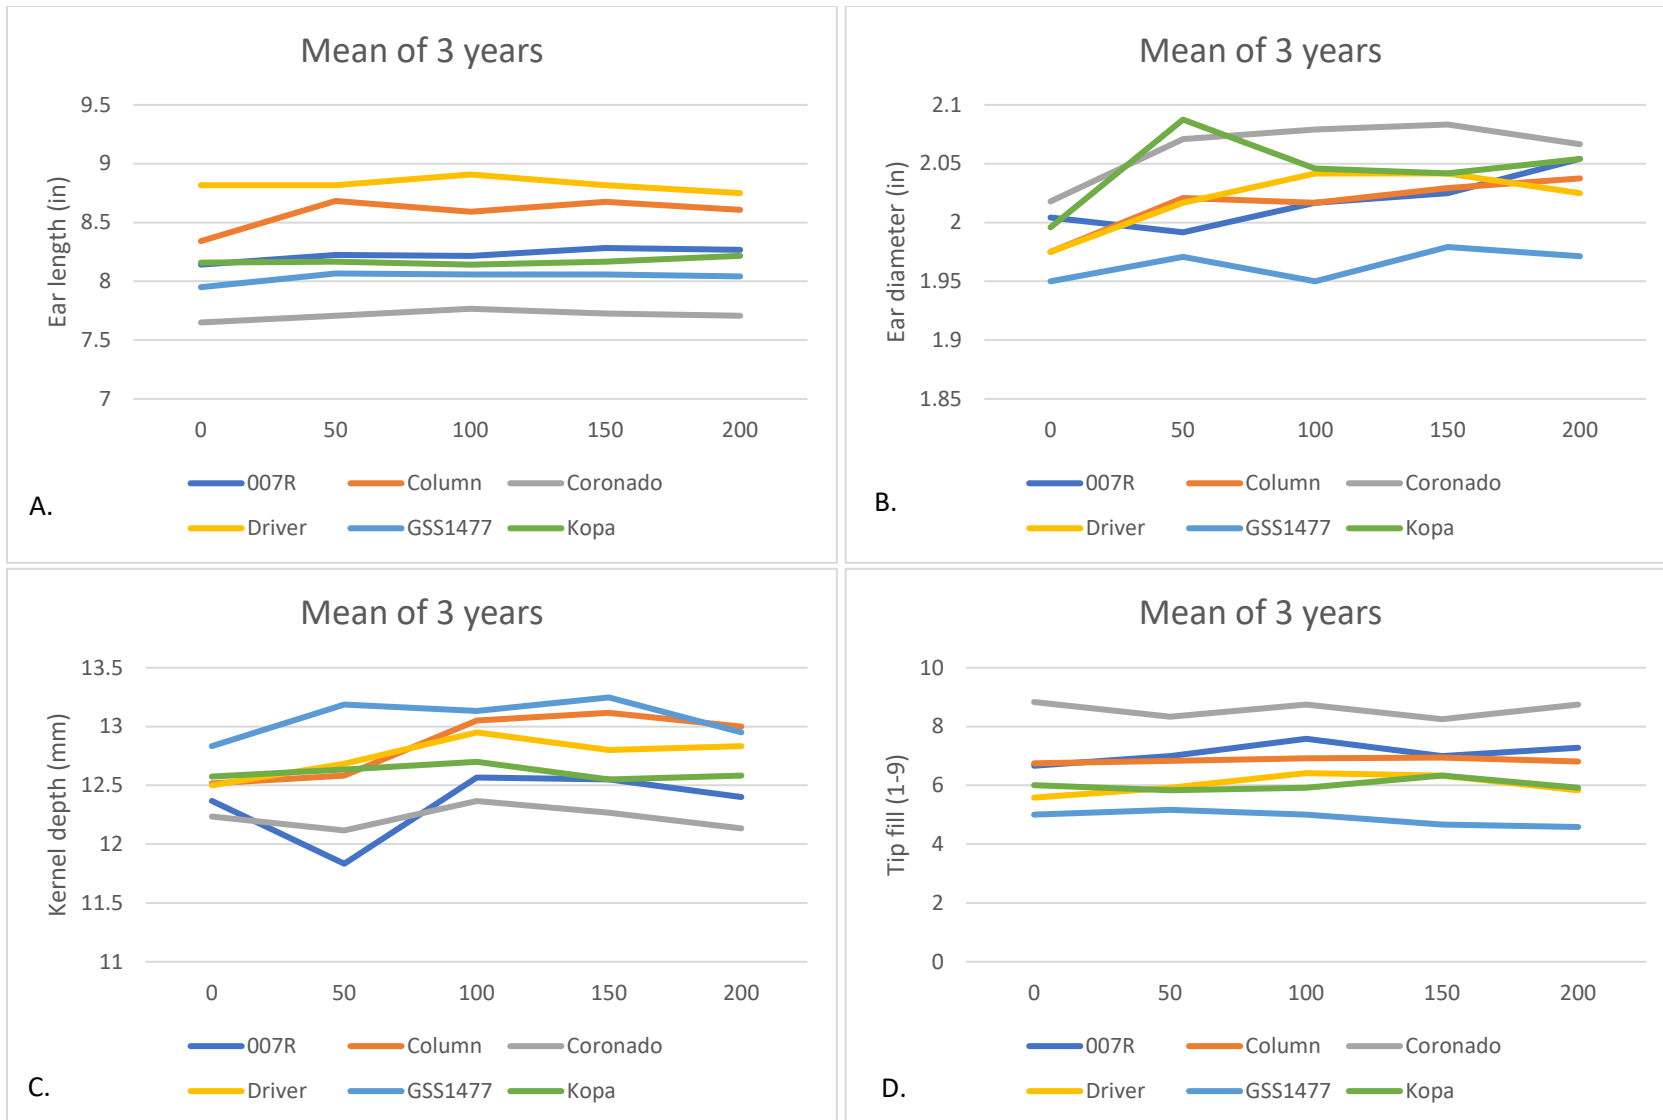 Mean of 3 years
Ear length (in)
9.5
9
8.5
8
7.5
7
0 50 100 150 200
007R Column Coronado
Driver GSS1477 Kopa
A.
Mean of 3 years
Ear diameter (in)
2.1
2.05
2
1.95
1.9
1.85
0 50 100 150 200
007R Column Coronado
Driver GSS1477 Kopa
B.
Mean of 3 years
Kernel depth (mm)
13.5
13
12.5
12
11.5
11
0 50 100 150 200
007R Column Coronado
Driver GSS1477 Kopa
C.
Mean of 3 years
Tip fill (1-9)
10
8
6
4
2
0
0 50 100 150 200
007R Column Coronado
Driver GSS1477 Kopa
D.